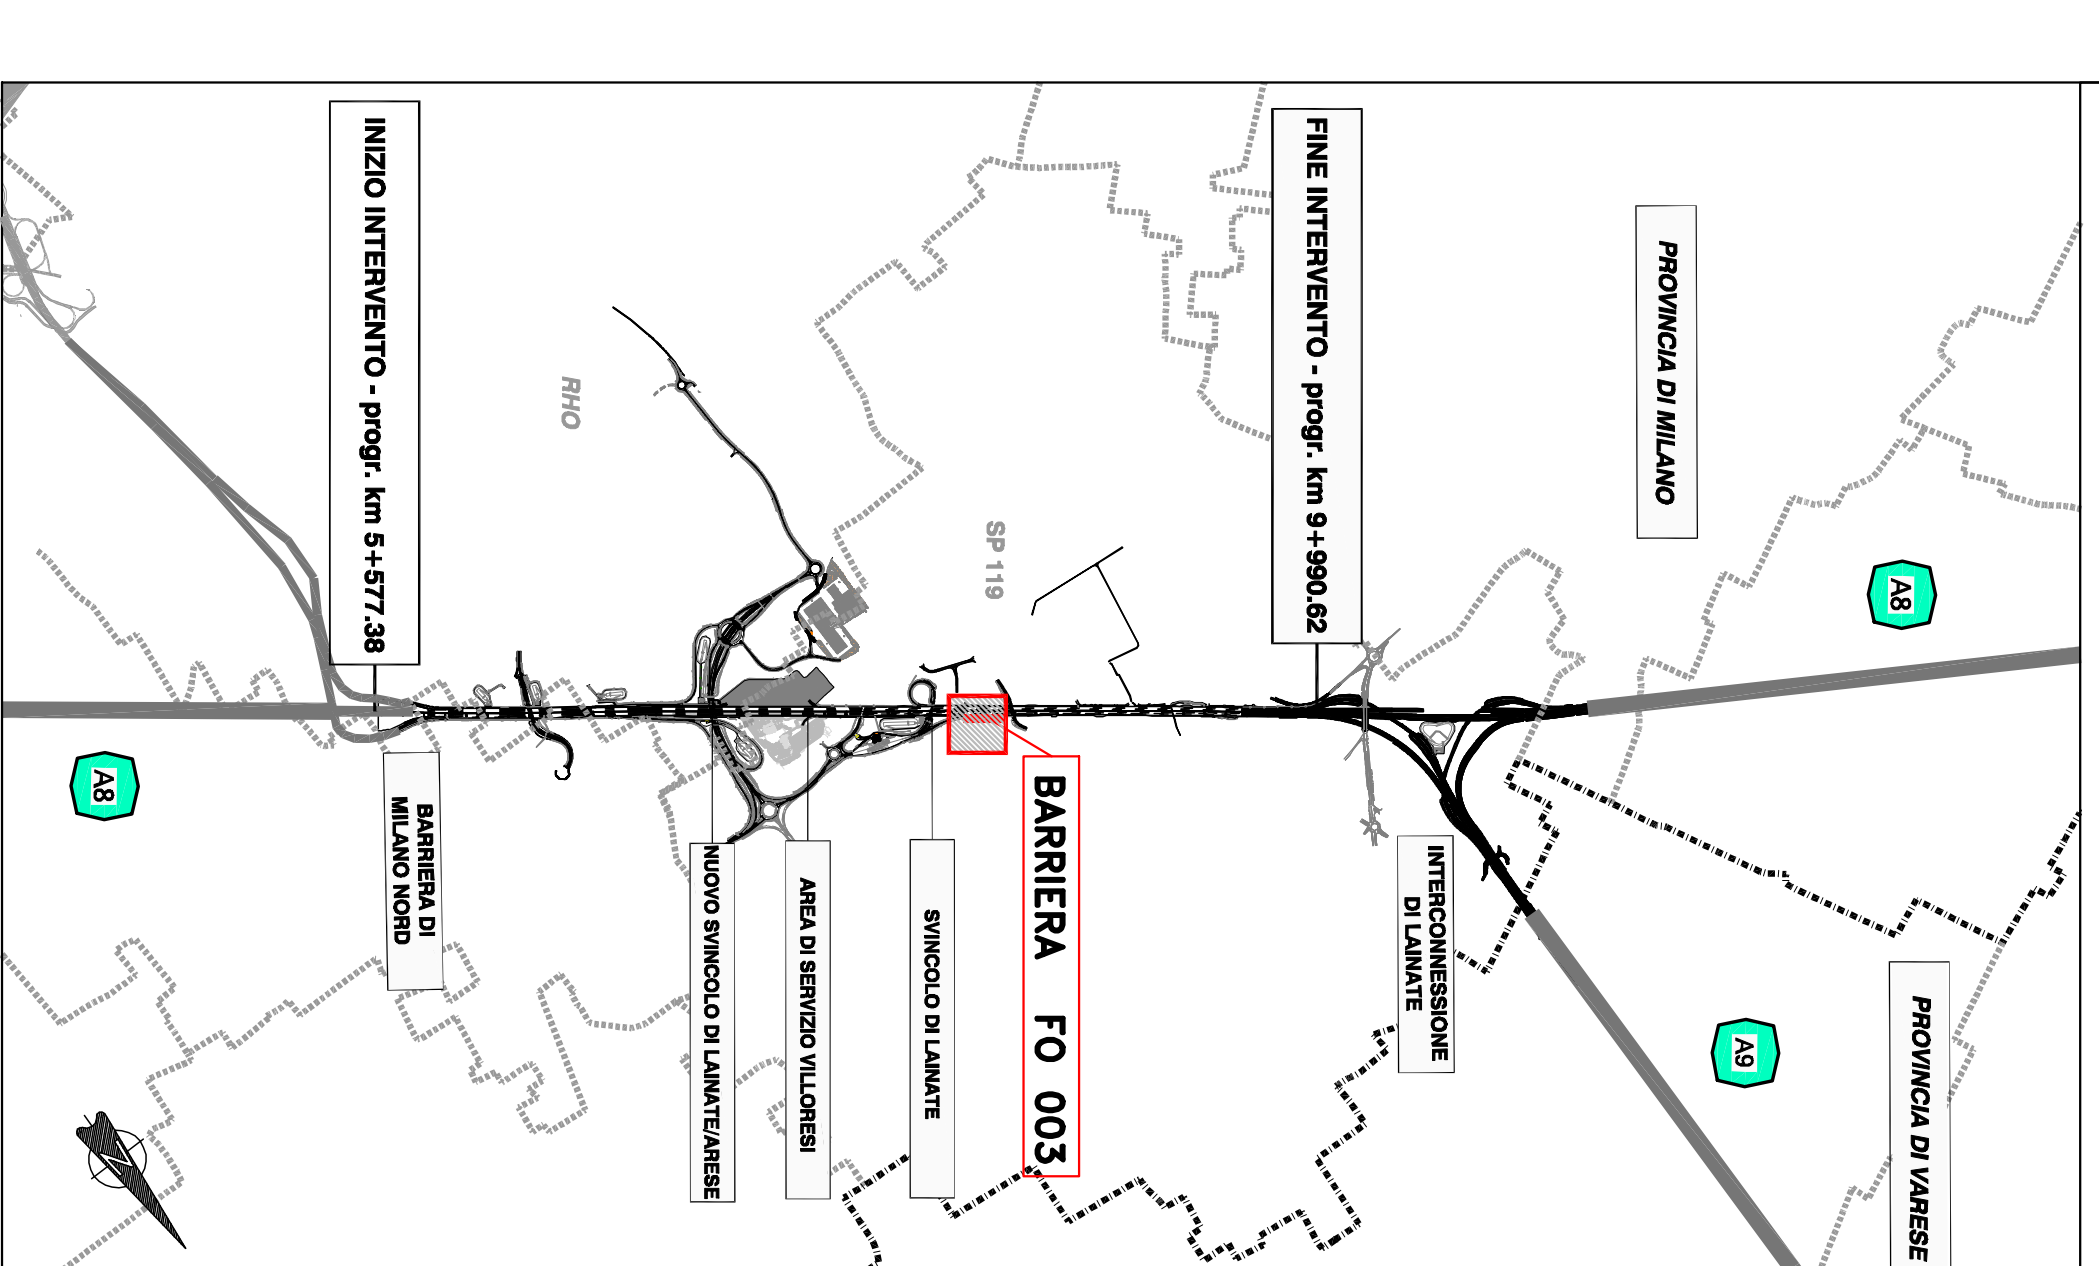 INIZIO INTERVENTO - progr. km 5+577.38
FINE INTERVENTO - progr. km 9+990.62
PROVINCIA DI MILANO
RHO
SP 119
A8
A8
BARRIERA DI
MILANO NORD
NUOVO SVINCOLO DI LAINATE/ARESE
AREA DI SERVIZIO VILLORESI
SVINCOLO DI LAINATE
BARRIERA FO 003
INTERCONNESSIONE
DI LAINATE
A9
PROVINCIA DI VARESE